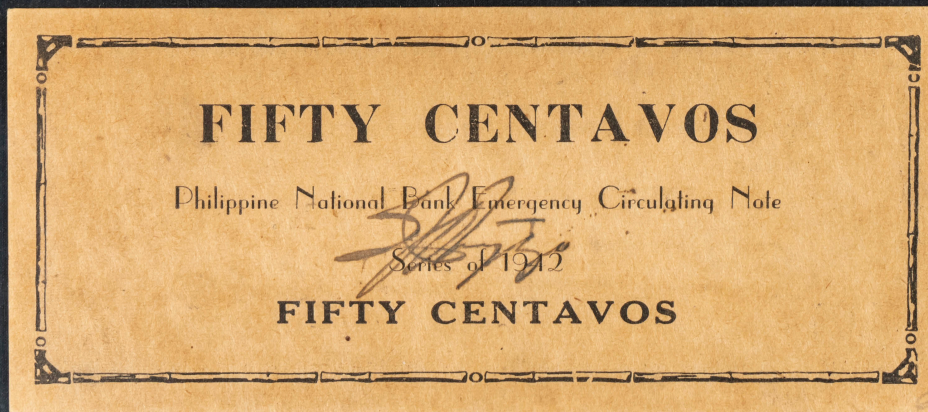 FIFTY CENTAVOS
Philippine National Bank Emergency Circulating Note
Series of 1942
FIFTY CENTAVOS